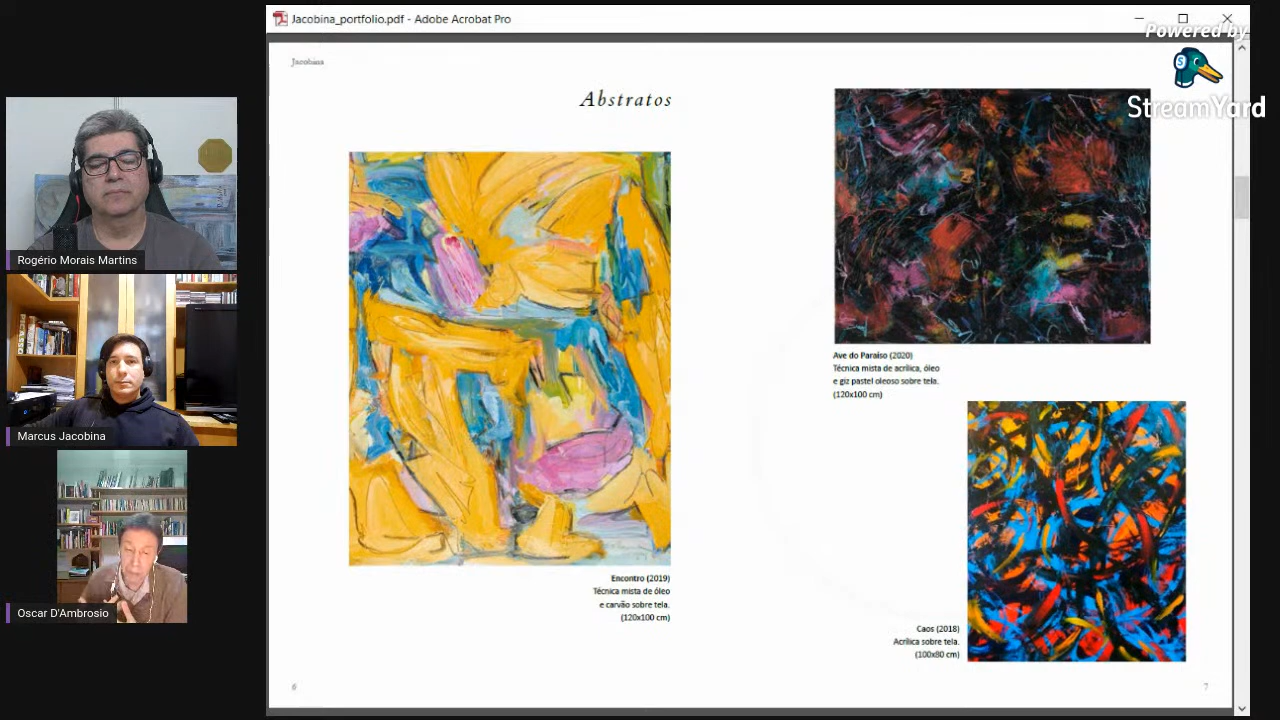 Jacobina_portfolio.pdf - Adobe Acrobat Pro
Powered by
StreamYard
Jacobina
Abstratos
Rogério Morais Martins
Marcus Jacobina
Oscar D'Ambrosio
Encontro (2019)
Técnica mista de óleo
e carvão sobre tela.
(120x100 cm)
Ave do Paraíso (2020)
Técnica mista de acrílica, óleo
e giz pastel oleoso sobre tela.
(120x100 cm)
Caos (2018)
Acrílica sobre tela.
(100x80 cm)
6
7